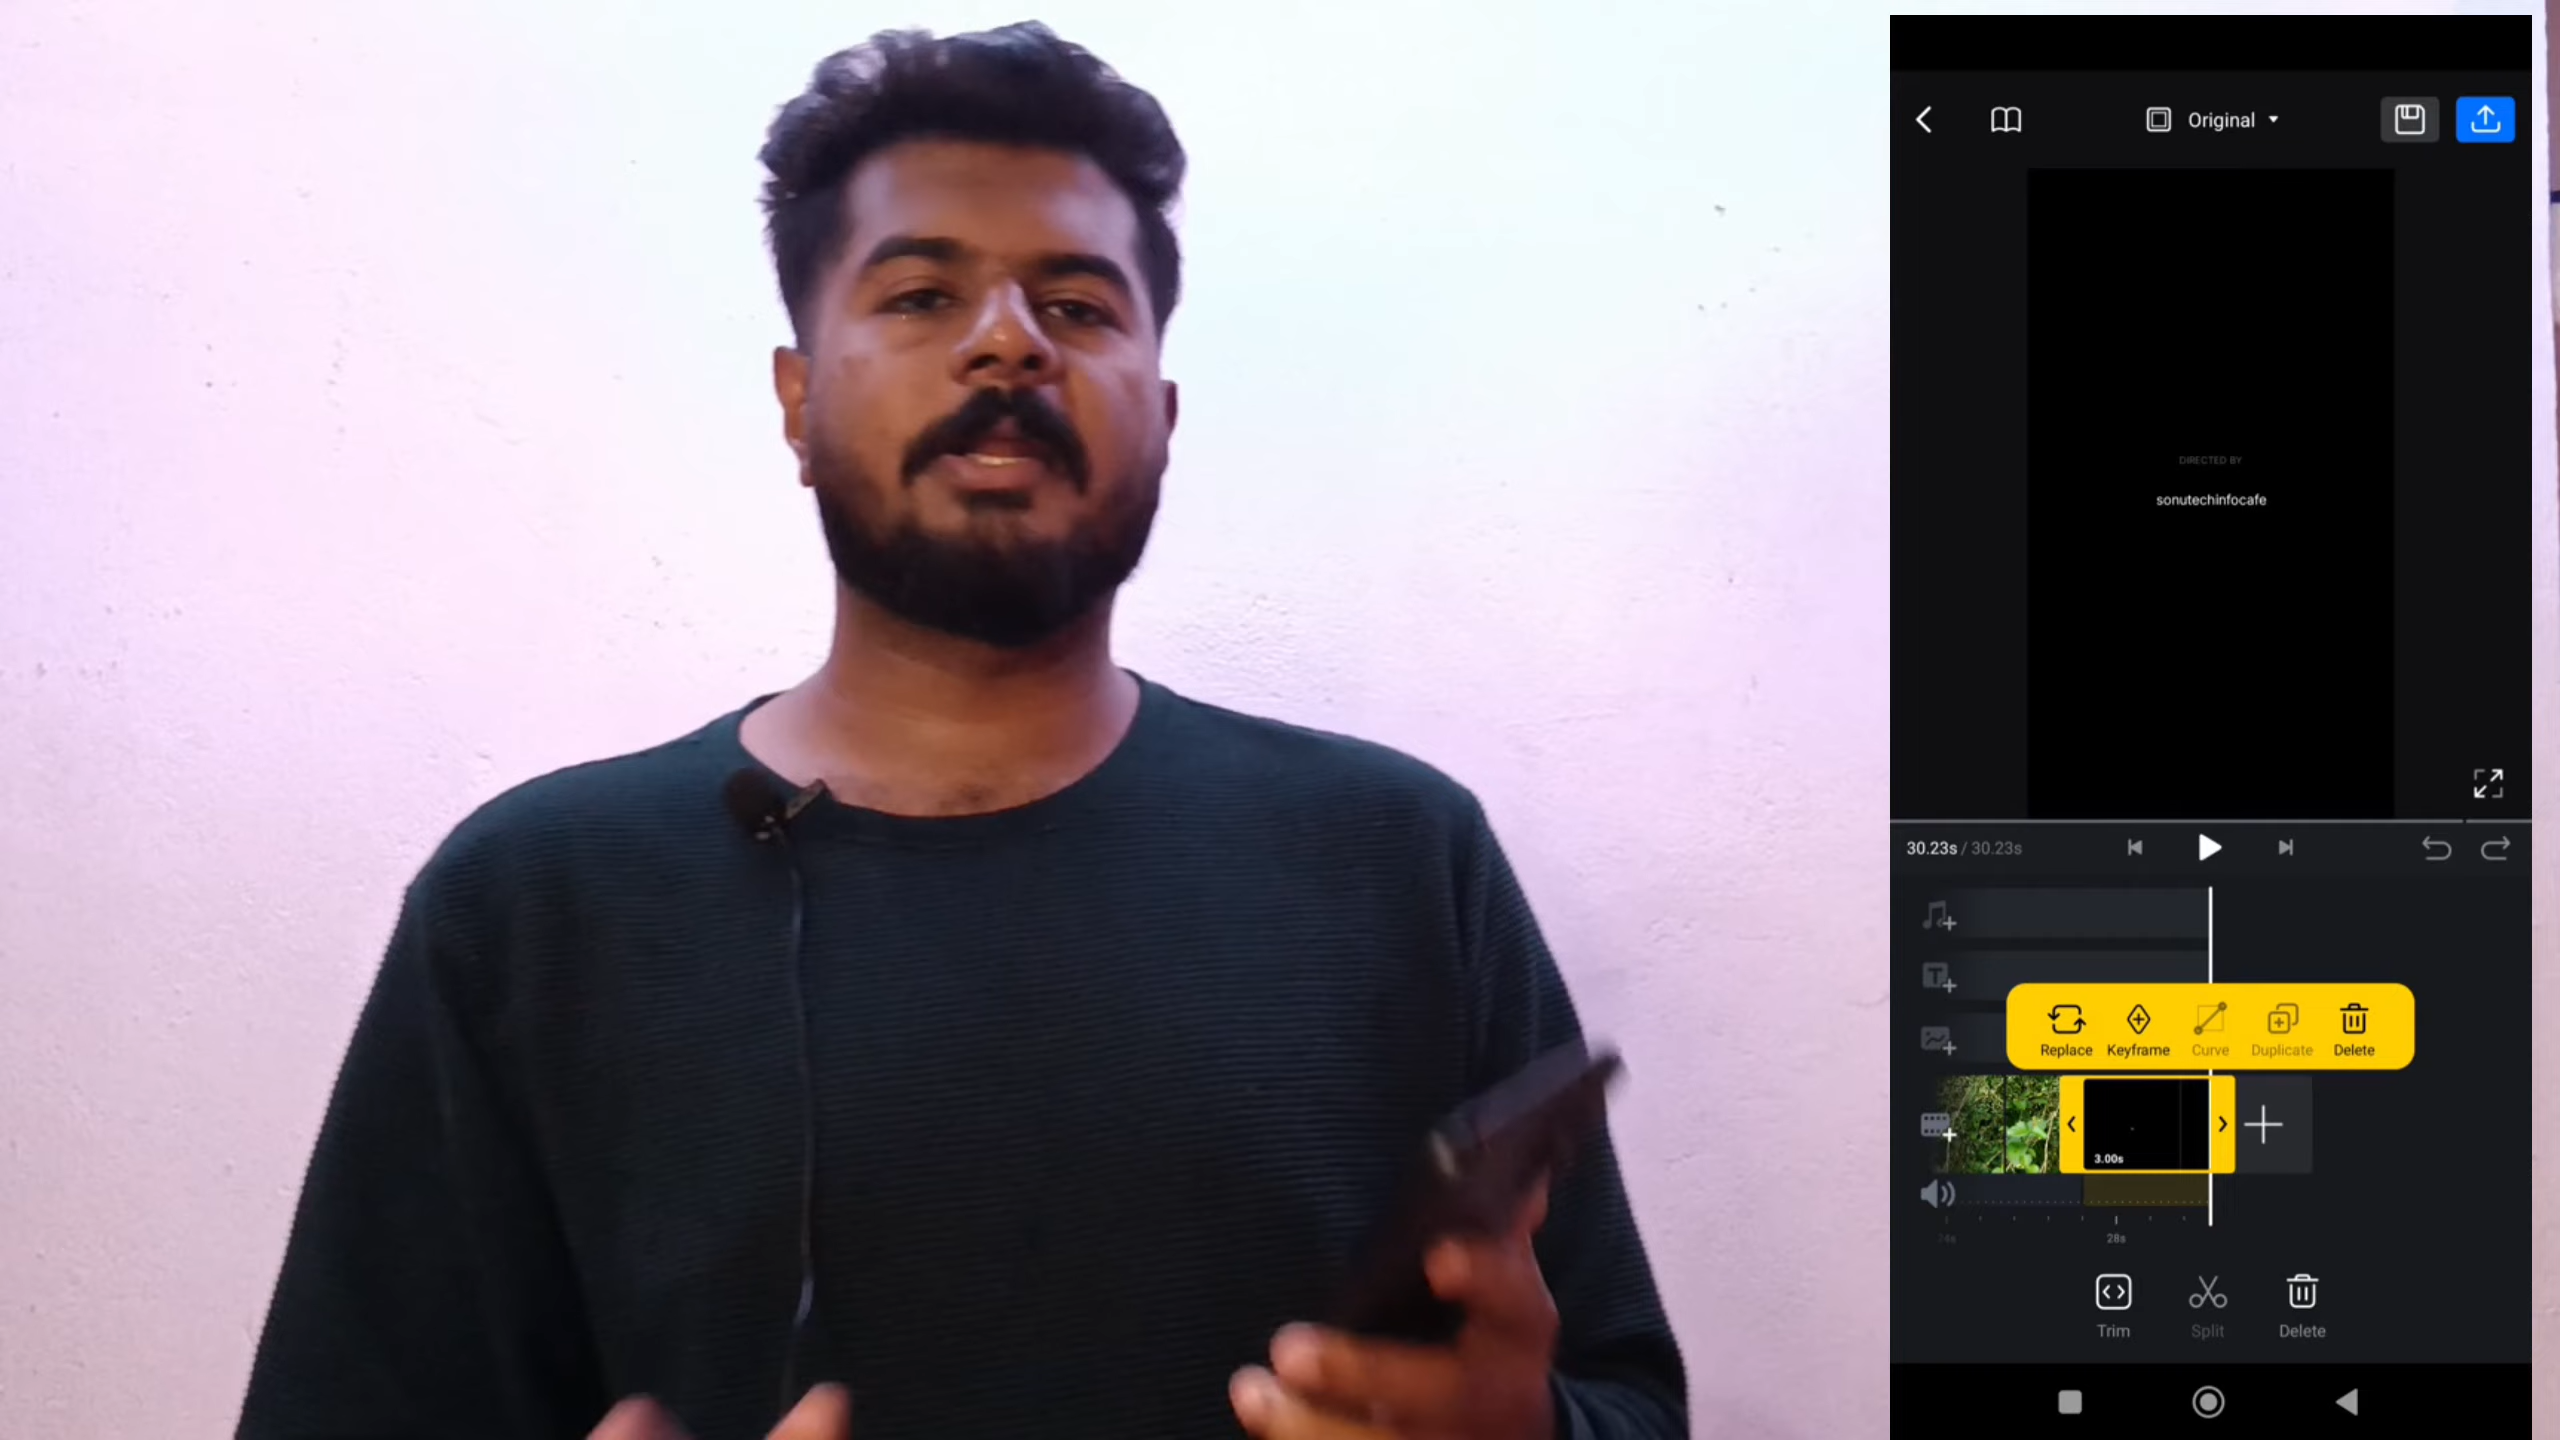 Original
DIRECTED BY
sonutechinfocafe
30.23s / 30.23s
Replace Keyframe Curve Duplicate Delete
3.00s
24s 28s
Trim Split Delete